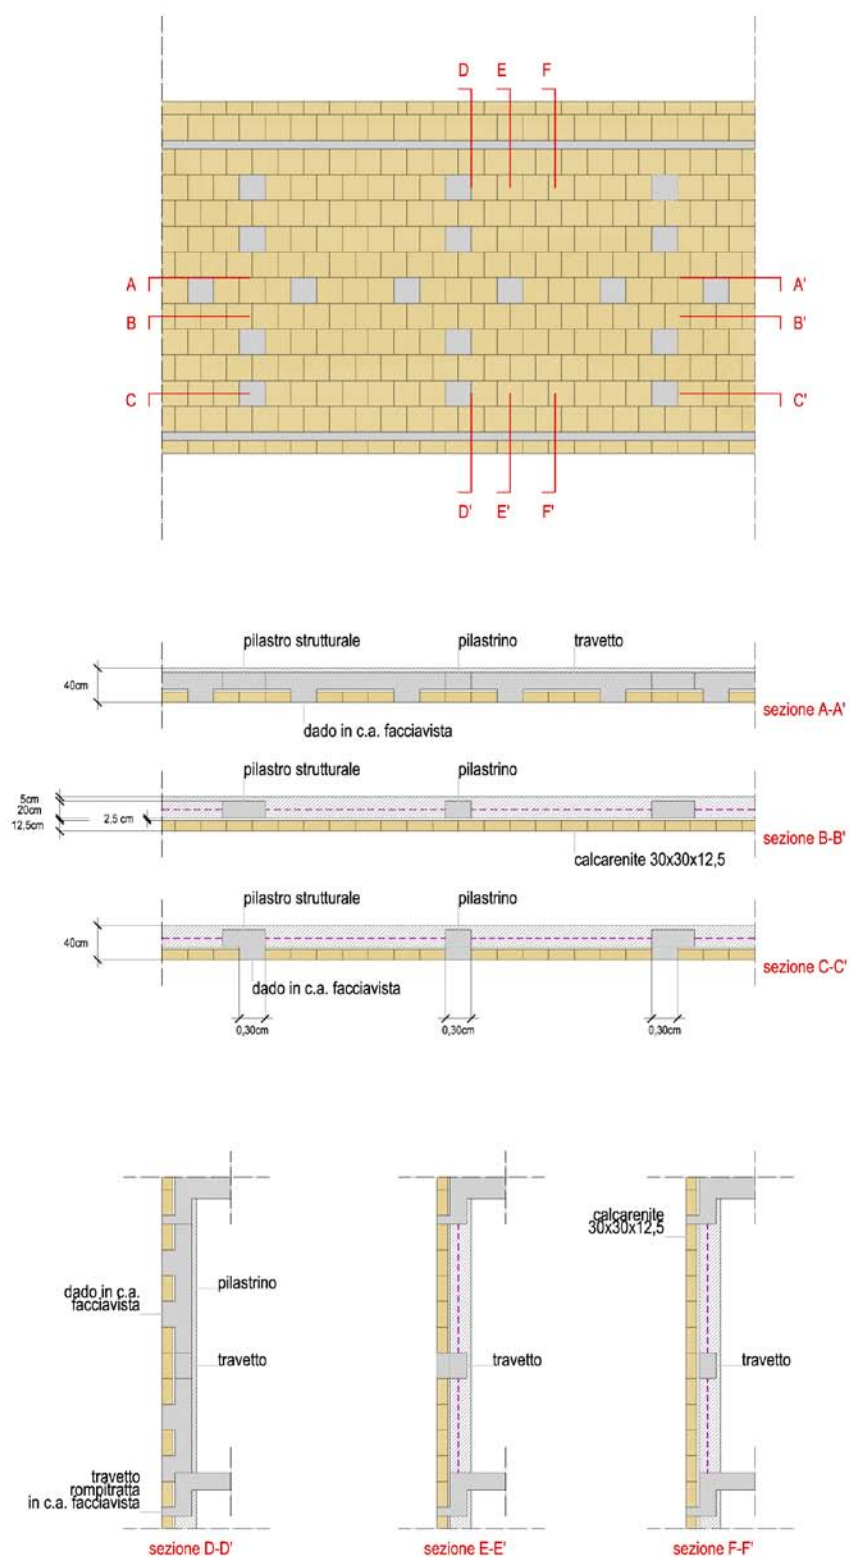 D E F
A A'
B B'
C C'
D' E' F'
pilastro strutturale pilastrino travetto
40cm
sezione A-A'
dado in c.a. facciavista
pilastro strutturale pilastrino
5cm
20cm
12,5cm
2,5 cm
sezione B-B'
calcarenite 30x30x12,5
pilastro strutturale pilastrino
40cm
sezione C-C'
dado in c.a. facciavista
0,30cm 0,30cm 0,30cm
dado in c.a.
facciavista
pilastrino
travetto
travetto
rompitratta
in c.a. facciavista
sezione D-D'
travetto
sezione E-E'
calcarenite
30x30x12,5
travetto
sezione F-F'